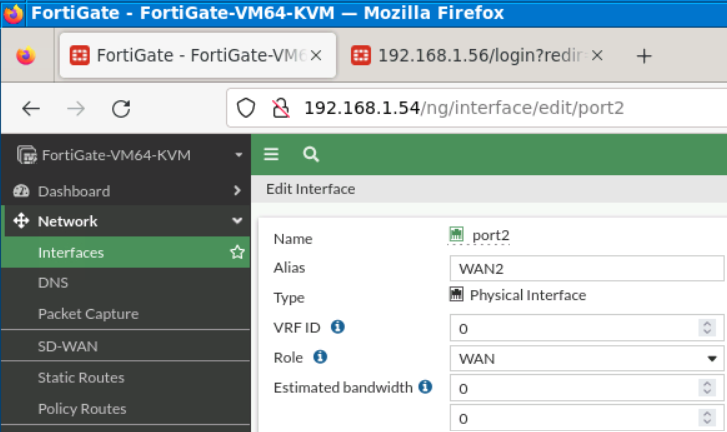 FortiGate - FortiGate-VM64-KVM — Mozilla Firefox
FortiGate - FortiGate-VM6
192.168.1.56/login?redir
192.168.1.54/ng/interface/edit/port2
FortiGate-VM64-KVM
Dashboard
Network
Interfaces
DNS
Packet Capture
SD-WAN
Static Routes
Policy Routes
Edit Interface
Name port2
Alias WAN2
Type Physical Interface
VRF ID 0
Role WAN
Estimated bandwidth 0
0